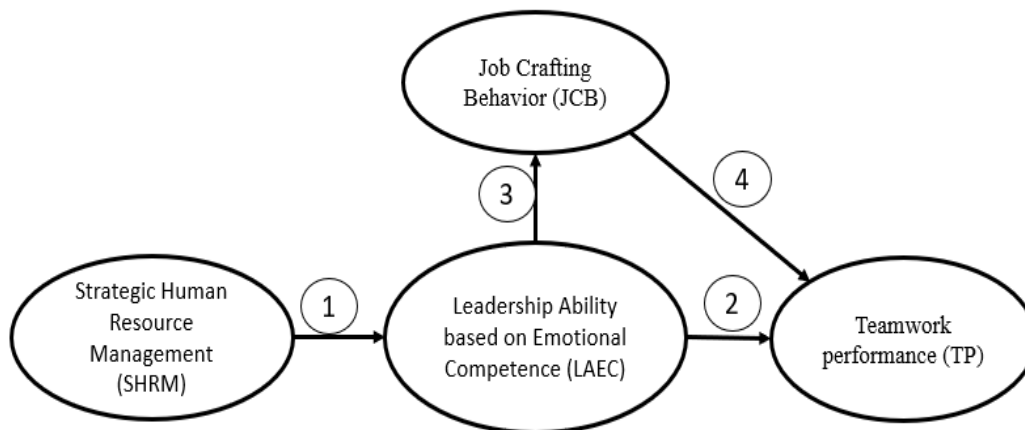 Job Crafting
Behavior (JCB)
3
4
Strategic Human
Resource
Management
(SHRM)
1
Leadership Ability
based on Emotional
Competence (LAEC)
2
Teamwork
performance (TP)